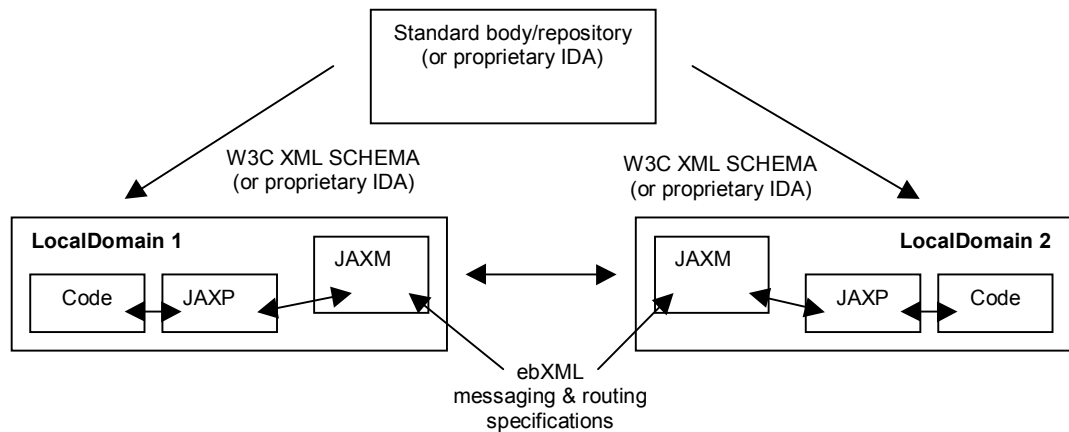 Standard body/repository
(or proprietary IDA)
W3C XML SCHEMA
(or proprietary IDA)
W3C XML SCHEMA
(or proprietary IDA)
LocalDomain 1
JAXM
Code
JAXP
LocalDomain 2
JAXM
JAXP
Code
ebXML
messaging & routing
specifications